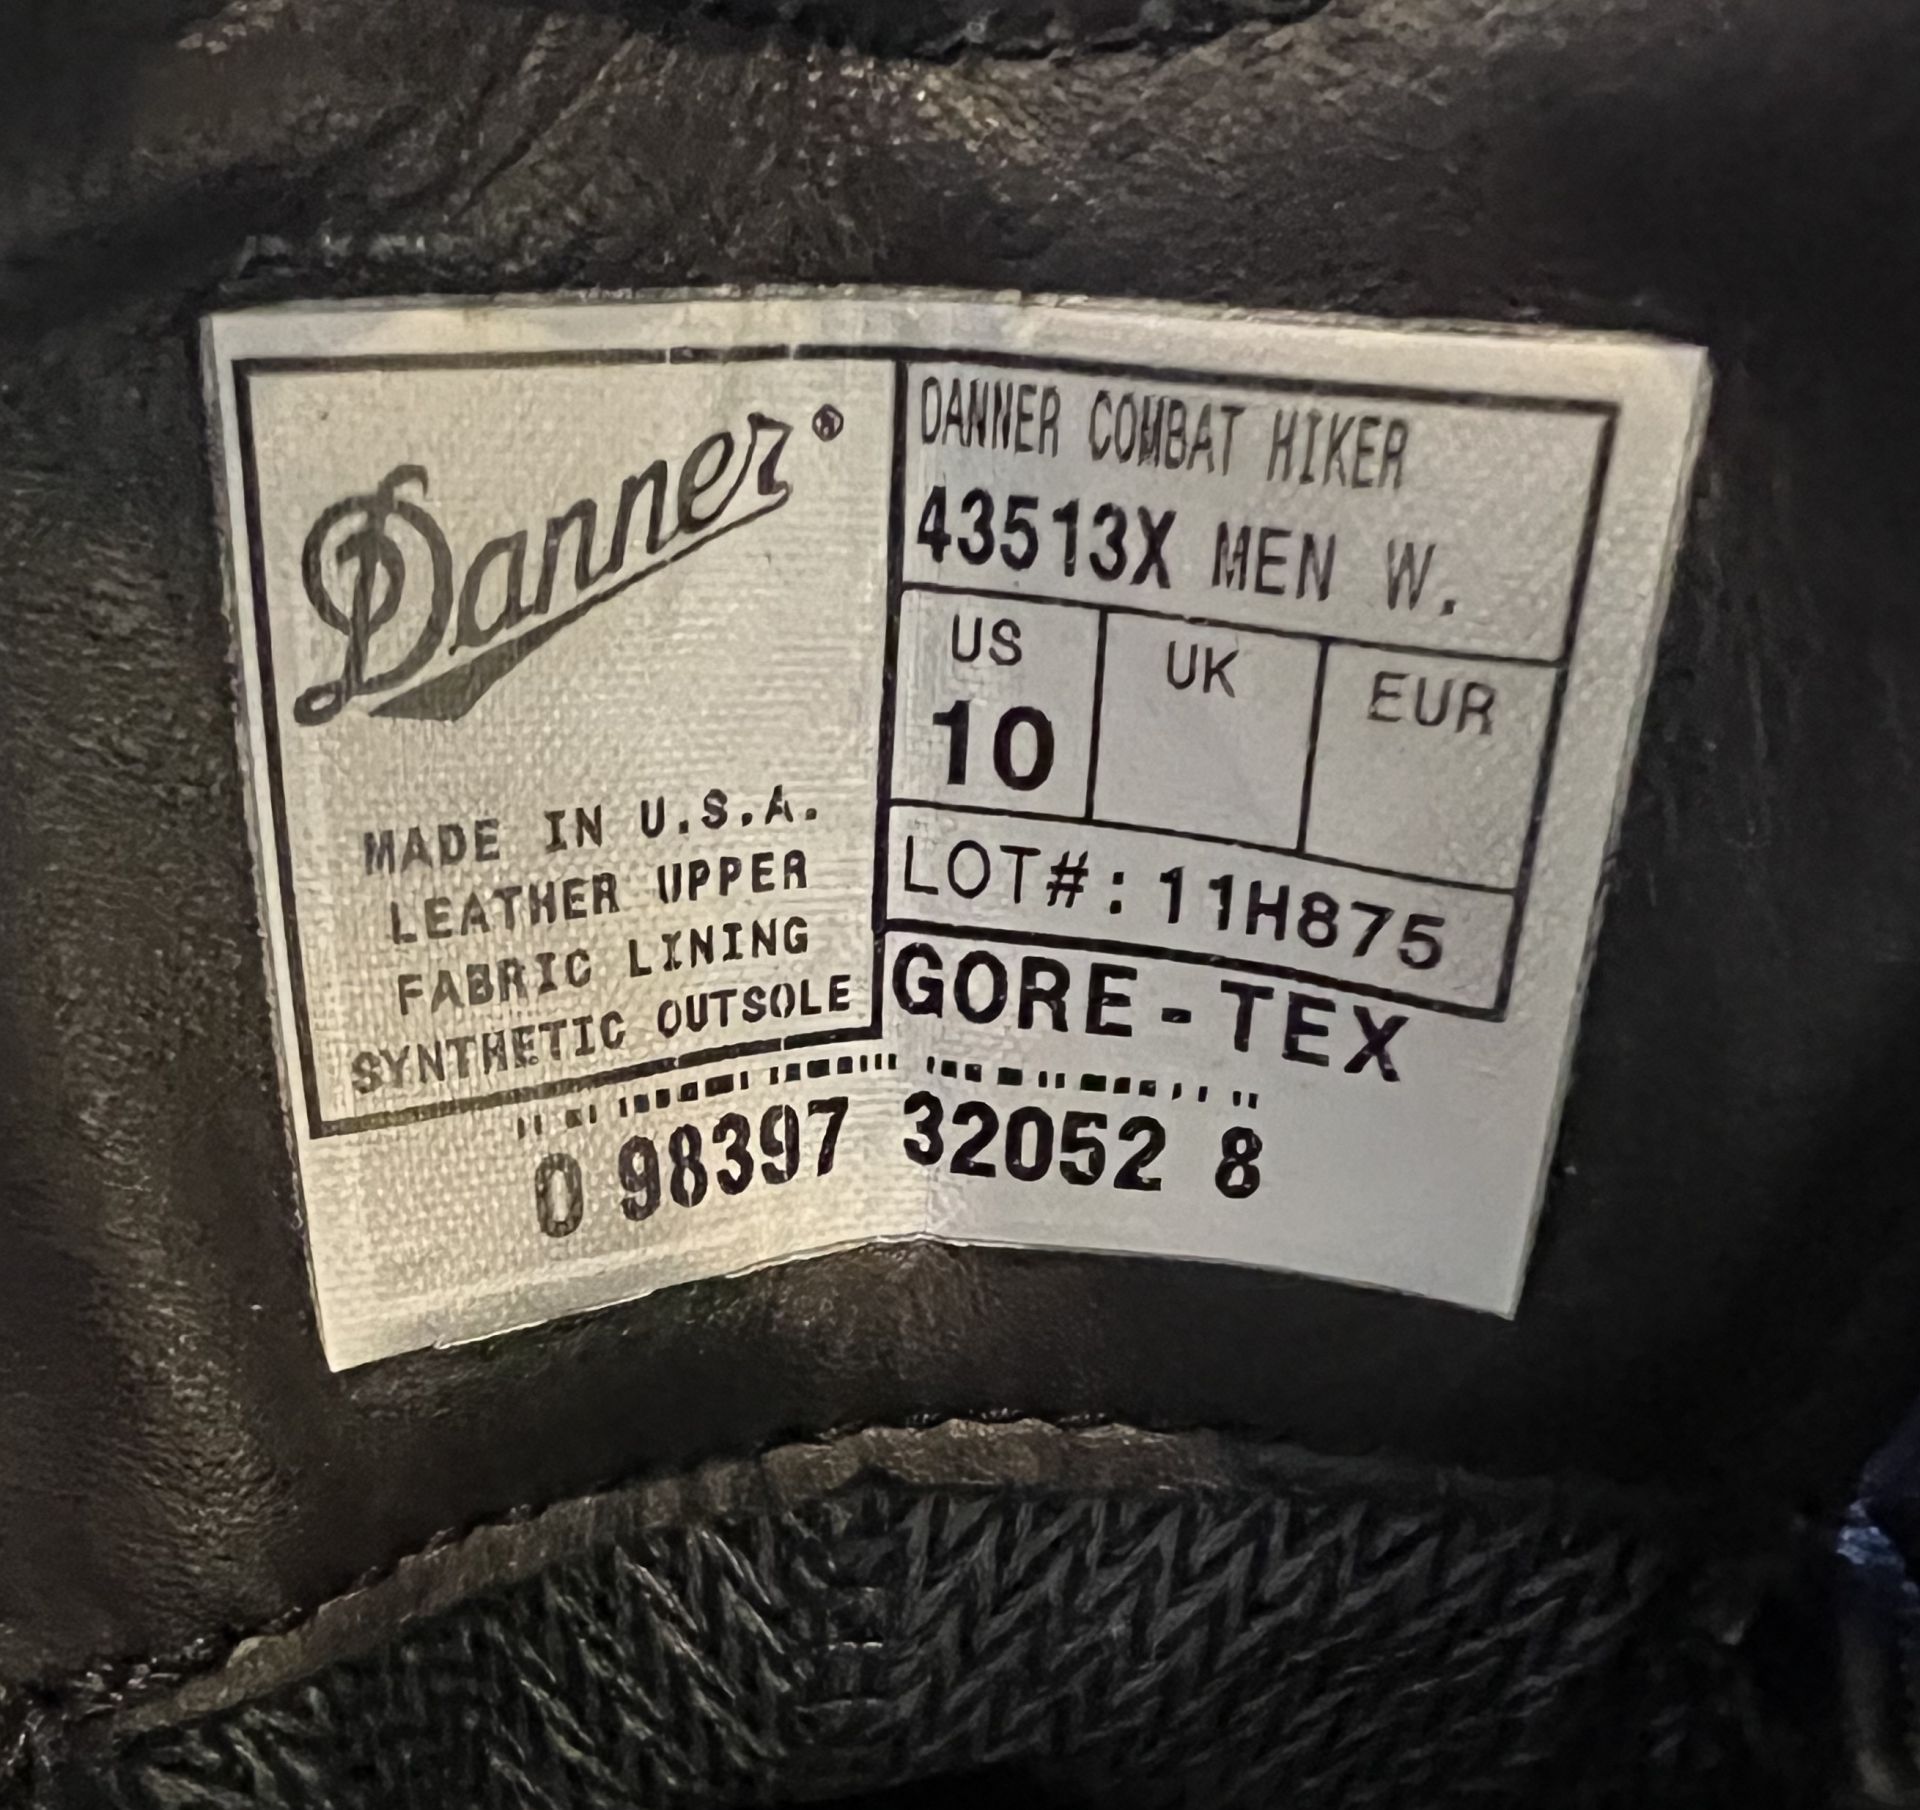 Danner®
MADE IN U.S.A.
LEATHER UPPER
FABRIC LINING
SYNTHETIC OUTSOLE
DANNER COMBAT HIKER
43513X MEN W.
US UK EUR
10
LOT#: 11H875
GORE-TEX
0 98397 32052 8